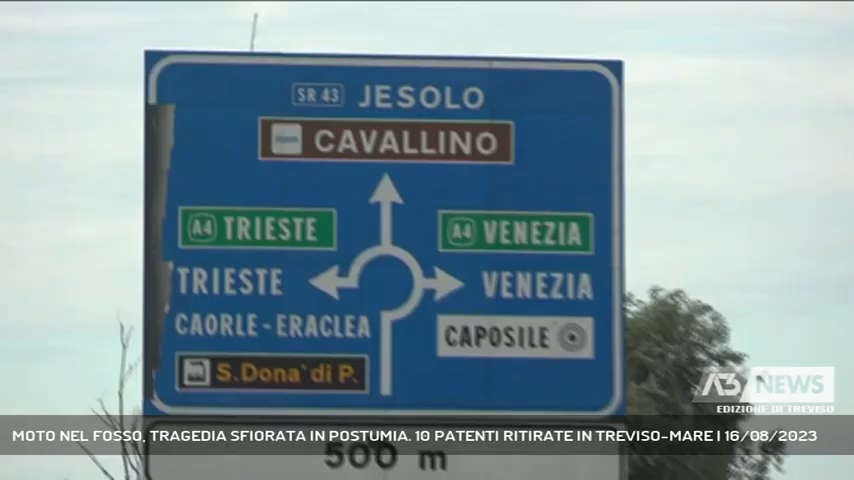 SR 43 JESOLO
CAVALLINO
A4 TRIESTE
A4 VENEZIA
TRIESTE
VENEZIA
CAORLE-ERACLEA
CAPOSILE
S.Dona' di P.
A3 NEWS
EDIZIONE DI TREVISO
MOTO NEL FOSSO, TRAGEDIA SFIORATA IN POSTUMIA. 10 PATENTI RITIRATE IN TREVISO-MARE | 16/08/2023
500 m